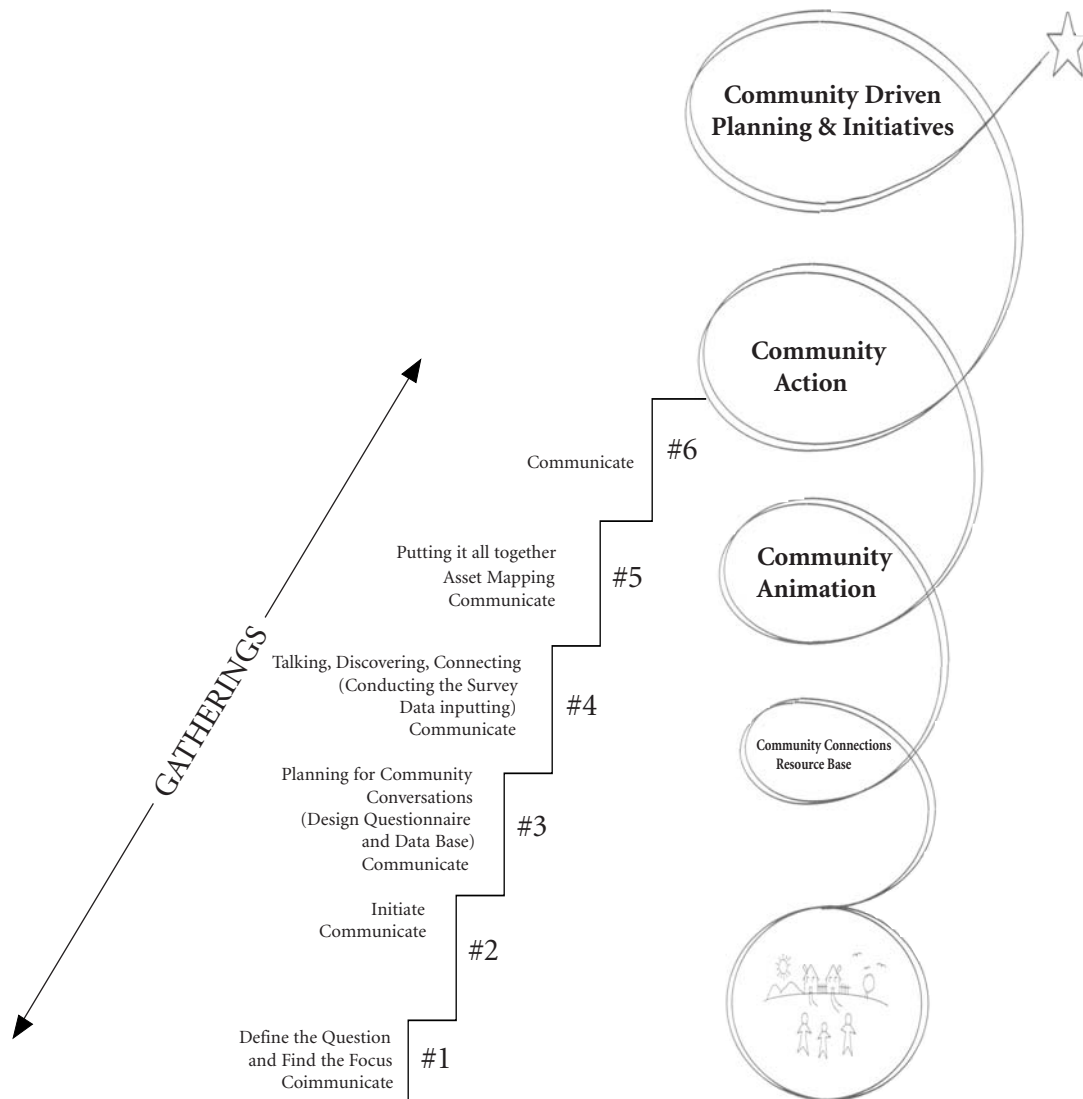 Community Driven
Planning & Initiatives
Community
Action
#6
Communicate
Putting it all together
Asset Mapping
Communicate
#5
Community
Animation
GATHERINGS
Talking, Discovering, Connecting
(Conducting the Survey
Data inputting)
Communicate
#4
Community Connections
Resource Base
Planning for Community
Conversations
(Design Questionnaire
and Data Base)
Communicate
#3
Initiate
Communicate
#2
Define the Question
and Find the Focus
Coimmunicate
#1